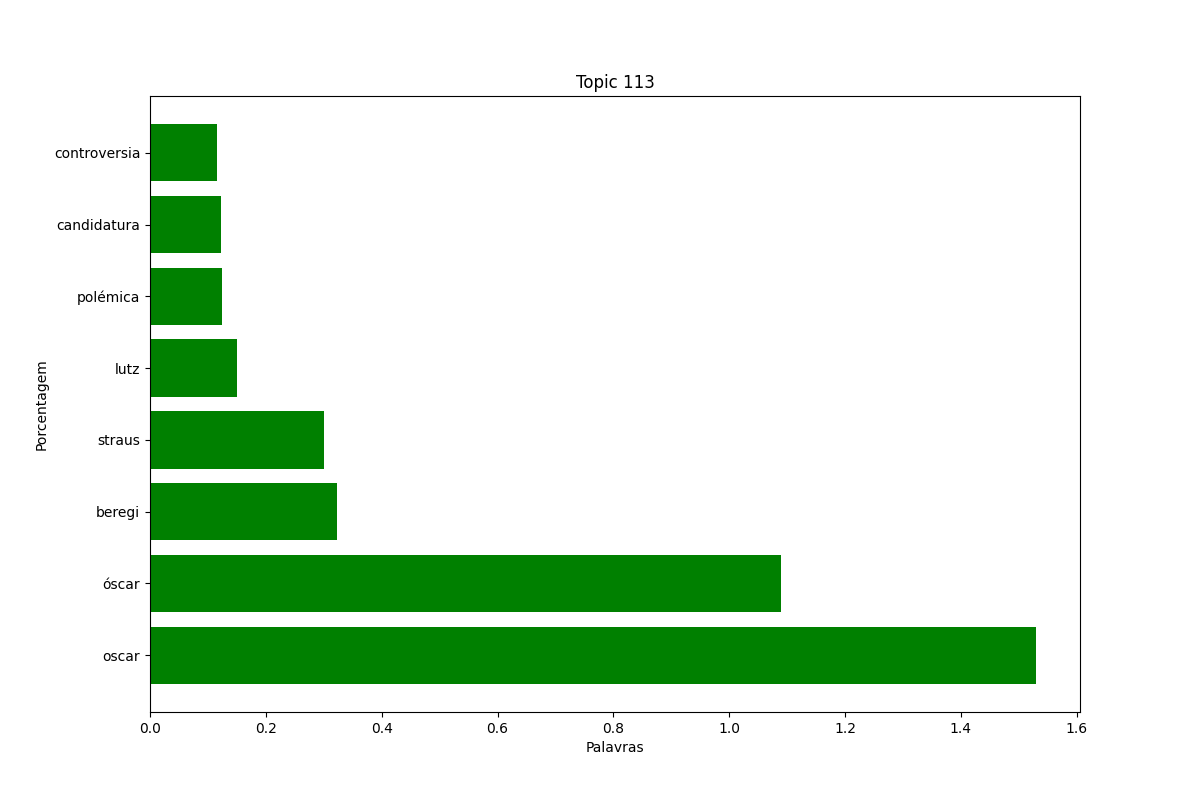 Topic 113
controversia
candidatura
polémica
lutz
straus
beregi
óscar
oscar
Porcentagem
0.0 0.2 0.4 0.6 0.8 1.0 1.2 1.4 1.6
Palavras